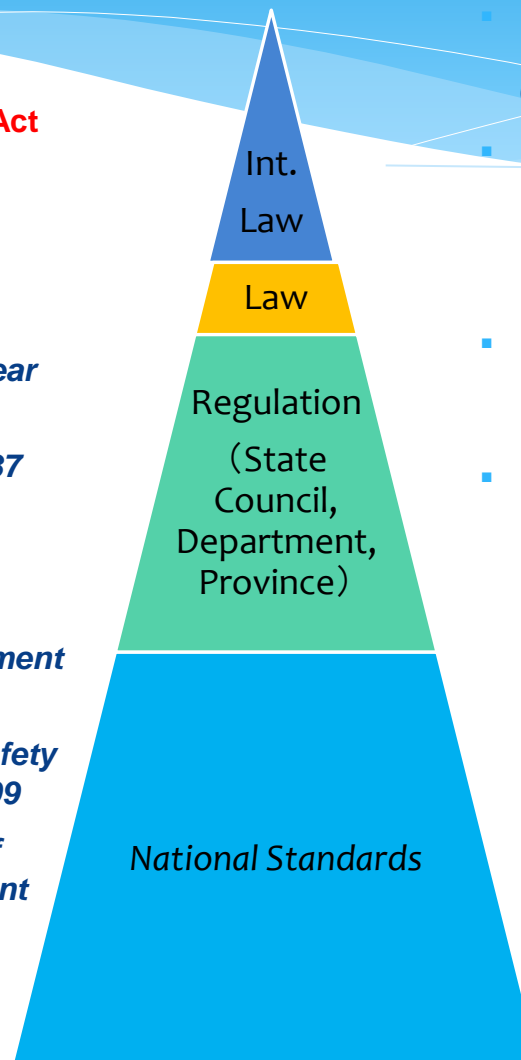 Act
ear
37
ment
fety
09
nt
Int.
Law
Law
Regulation
（State
Council,
Department,
Province）
National Standards